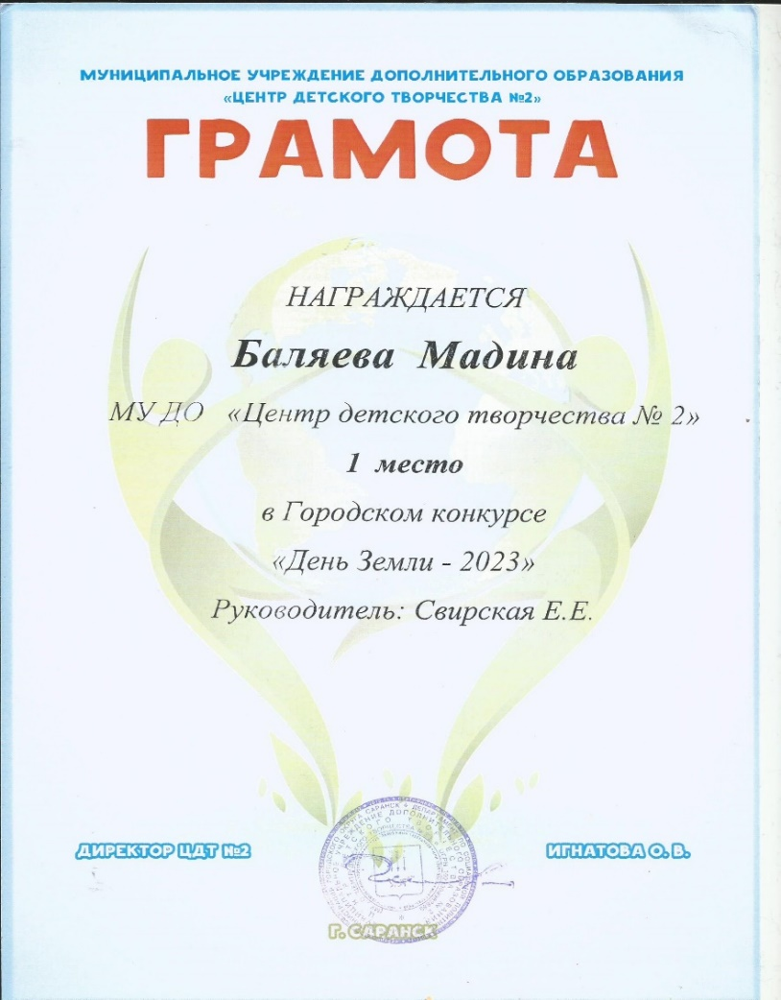 МУНИЦИПАЛЬНОЕ УЧРЕЖДЕНИЕ ДОПОЛНИТЕЛЬНОГО ОБРАЗОВАНИЯ
«ЦЕНТР ДЕТСКОГО ТВОРЧЕСТВА №2»
ГРАМОТА
НАГРАЖДАЕТСЯ
Баляева Мадина
МУ ДО «Центр детского творчества № 2»
1 место
в Городском конкурсе
«День Земли - 2023»
Руководитель: Свирская Е.Е.
ДИРЕКТОР ЦДТ №2 ИГНАТОВА О. В.
Г. САРАНСК